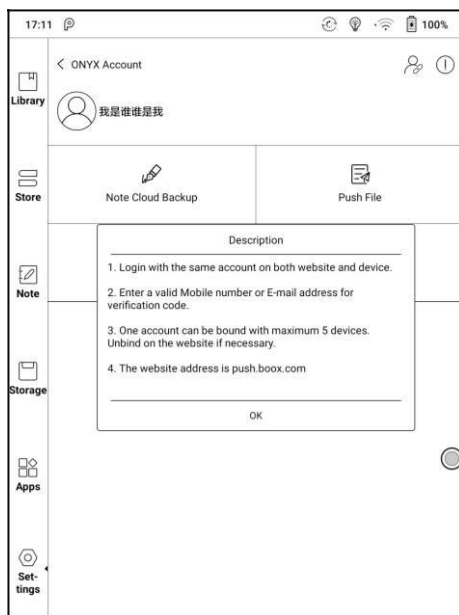 17:11
100%
Library
ONYX Account
我是谁谁是我
Store
Note Cloud Backup
Push File
Description
1. Login with the same account on both website and device.
2. Enter a valid Mobile number or E-mail address for
verification code.
3. One account can be bound with maximum 5 devices.
Unbind on the website if necessary.
4. The website address is push.boox.com
OK
Note
Storage
Apps
Set-
tings